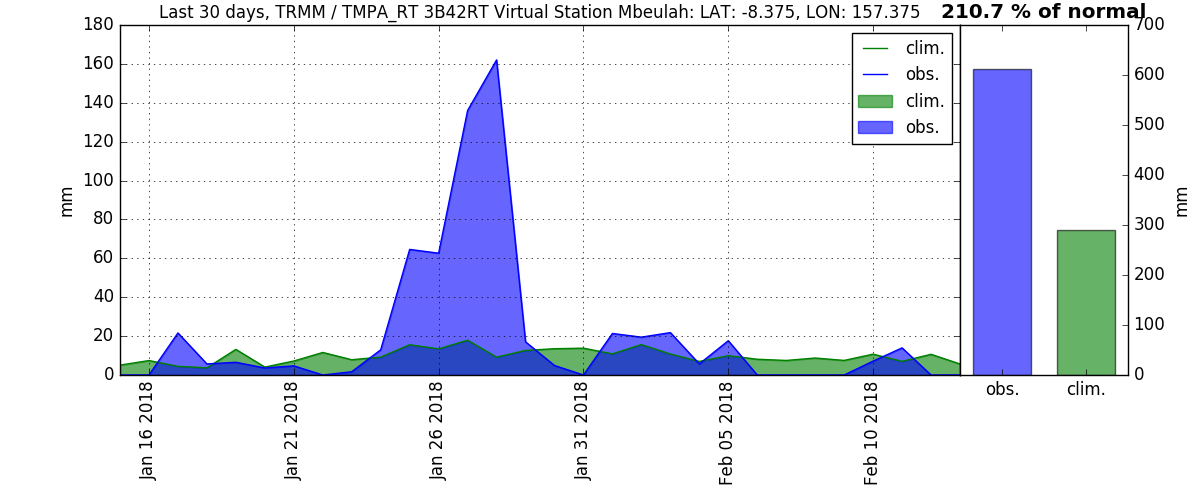 Last 30 days, TRMM / TMPA_RT 3B42RT Virtual Station Mbeulah: LAT: -8.375, LON: 157.375
210.7 % of normal
180
160
140
120
100
80
60
40
20
0
mm
Jan 16 2018
Jan 21 2018
Jan 26 2018
Jan 31 2018
Feb 05 2018
Feb 10 2018
clim.
obs.
clim.
obs.
700
600
500
400
300
200
100
0
mm
obs.
clim.